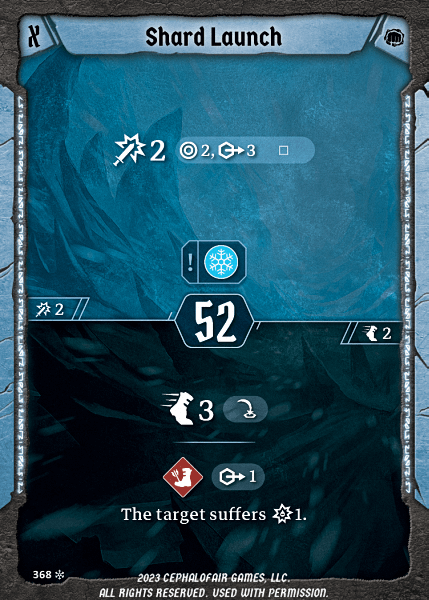 Shard Launch
2 2, 3
!
2
52
2
3
1
The target suffers 1.
368
2023 CEPHALOFAIR GAMES, LLC.
ALL RIGHTS RESERVED. USED WITH PERMISSION.